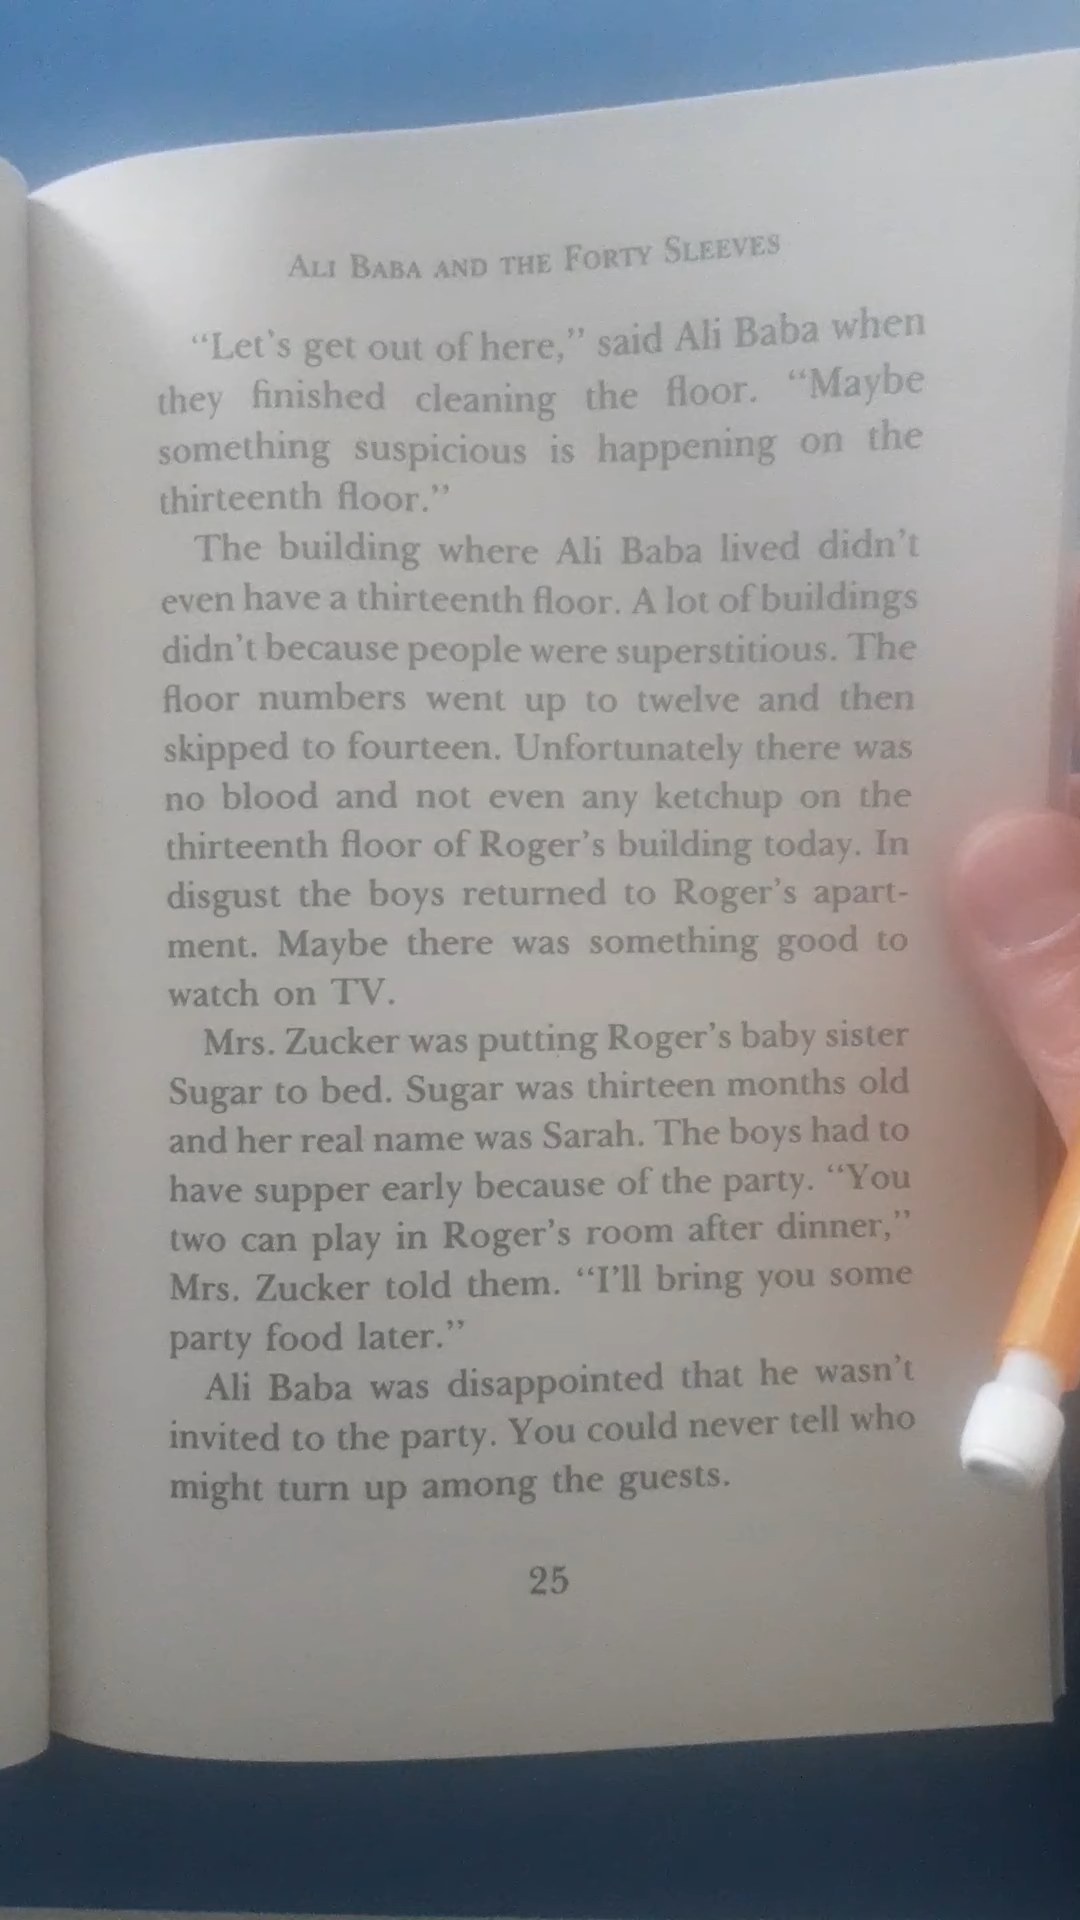 ALI BABA AND THE FORTY SLEEVES
“Let’s get out of here,” said Ali Baba when
they finished cleaning the floor. “Maybe
something suspicious is happening on the
thirteenth floor.”
The building where Ali Baba lived didn’t
even have a thirteenth floor. A lot of buildings
didn’t because people were superstitious. The
floor numbers went up to twelve and then
skipped to fourteen. Unfortunately there was
no blood and not even any ketchup on the
thirteenth floor of Roger’s building today. In
disgust the boys returned to Roger’s apart-
ment. Maybe there was something good to
watch on TV.
Mrs. Zucker was putting Roger’s baby sister
Sugar to bed. Sugar was thirteen months old
and her real name was Sarah. The boys had to
have supper early because of the party. “You
two can play in Roger’s room after dinner,”
Mrs. Zucker told them. “I’ll bring you some
party food later.”
Ali Baba was disappointed that he wasn’t
invited to the party. You could never tell who
might turn up among the guests.
25